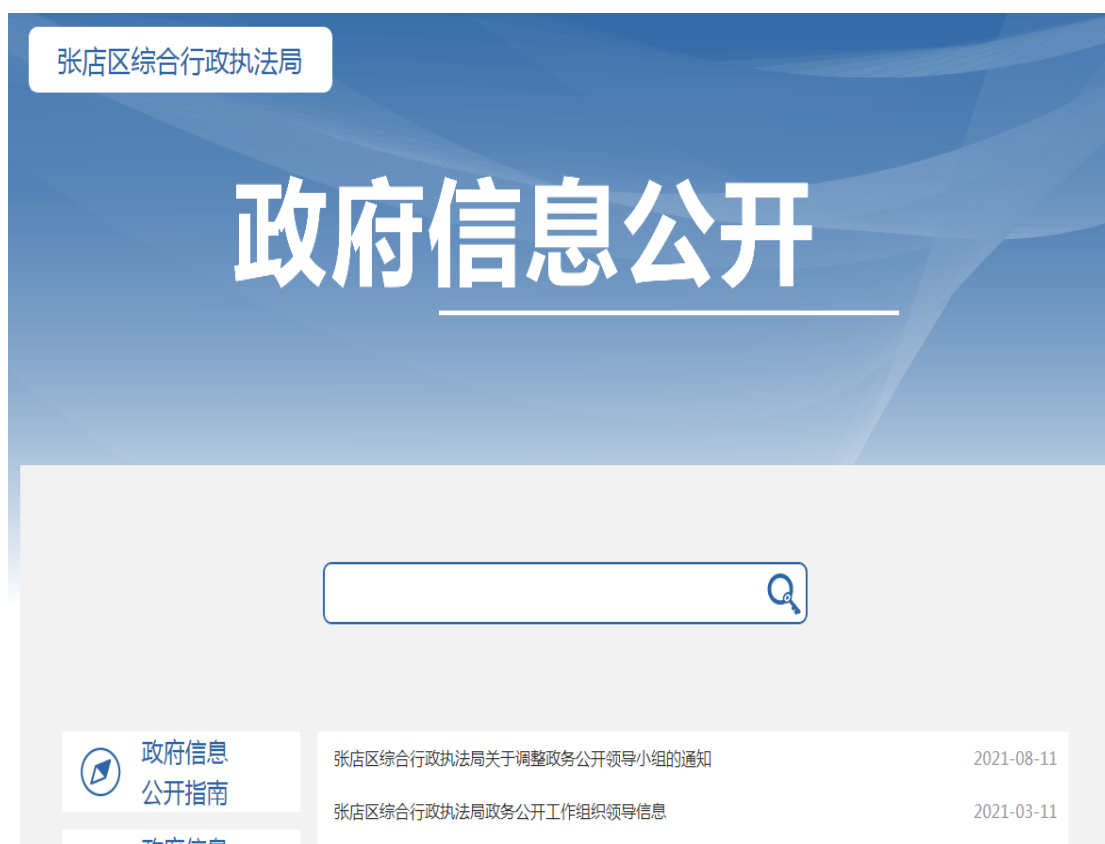 张店区综合行政执法局
政府信息公开
政府信息
公开指南
张店区综合行政执法局关于调整政务公开领导小组的通知 2021-08-11
张店区综合行政执法局政务公开工作组织领导信息 2021-03-11
政府信息